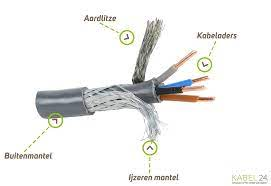 Aardlitze
Kabeladers
Buitenmantel
Ijzeren mantel
KABEL24